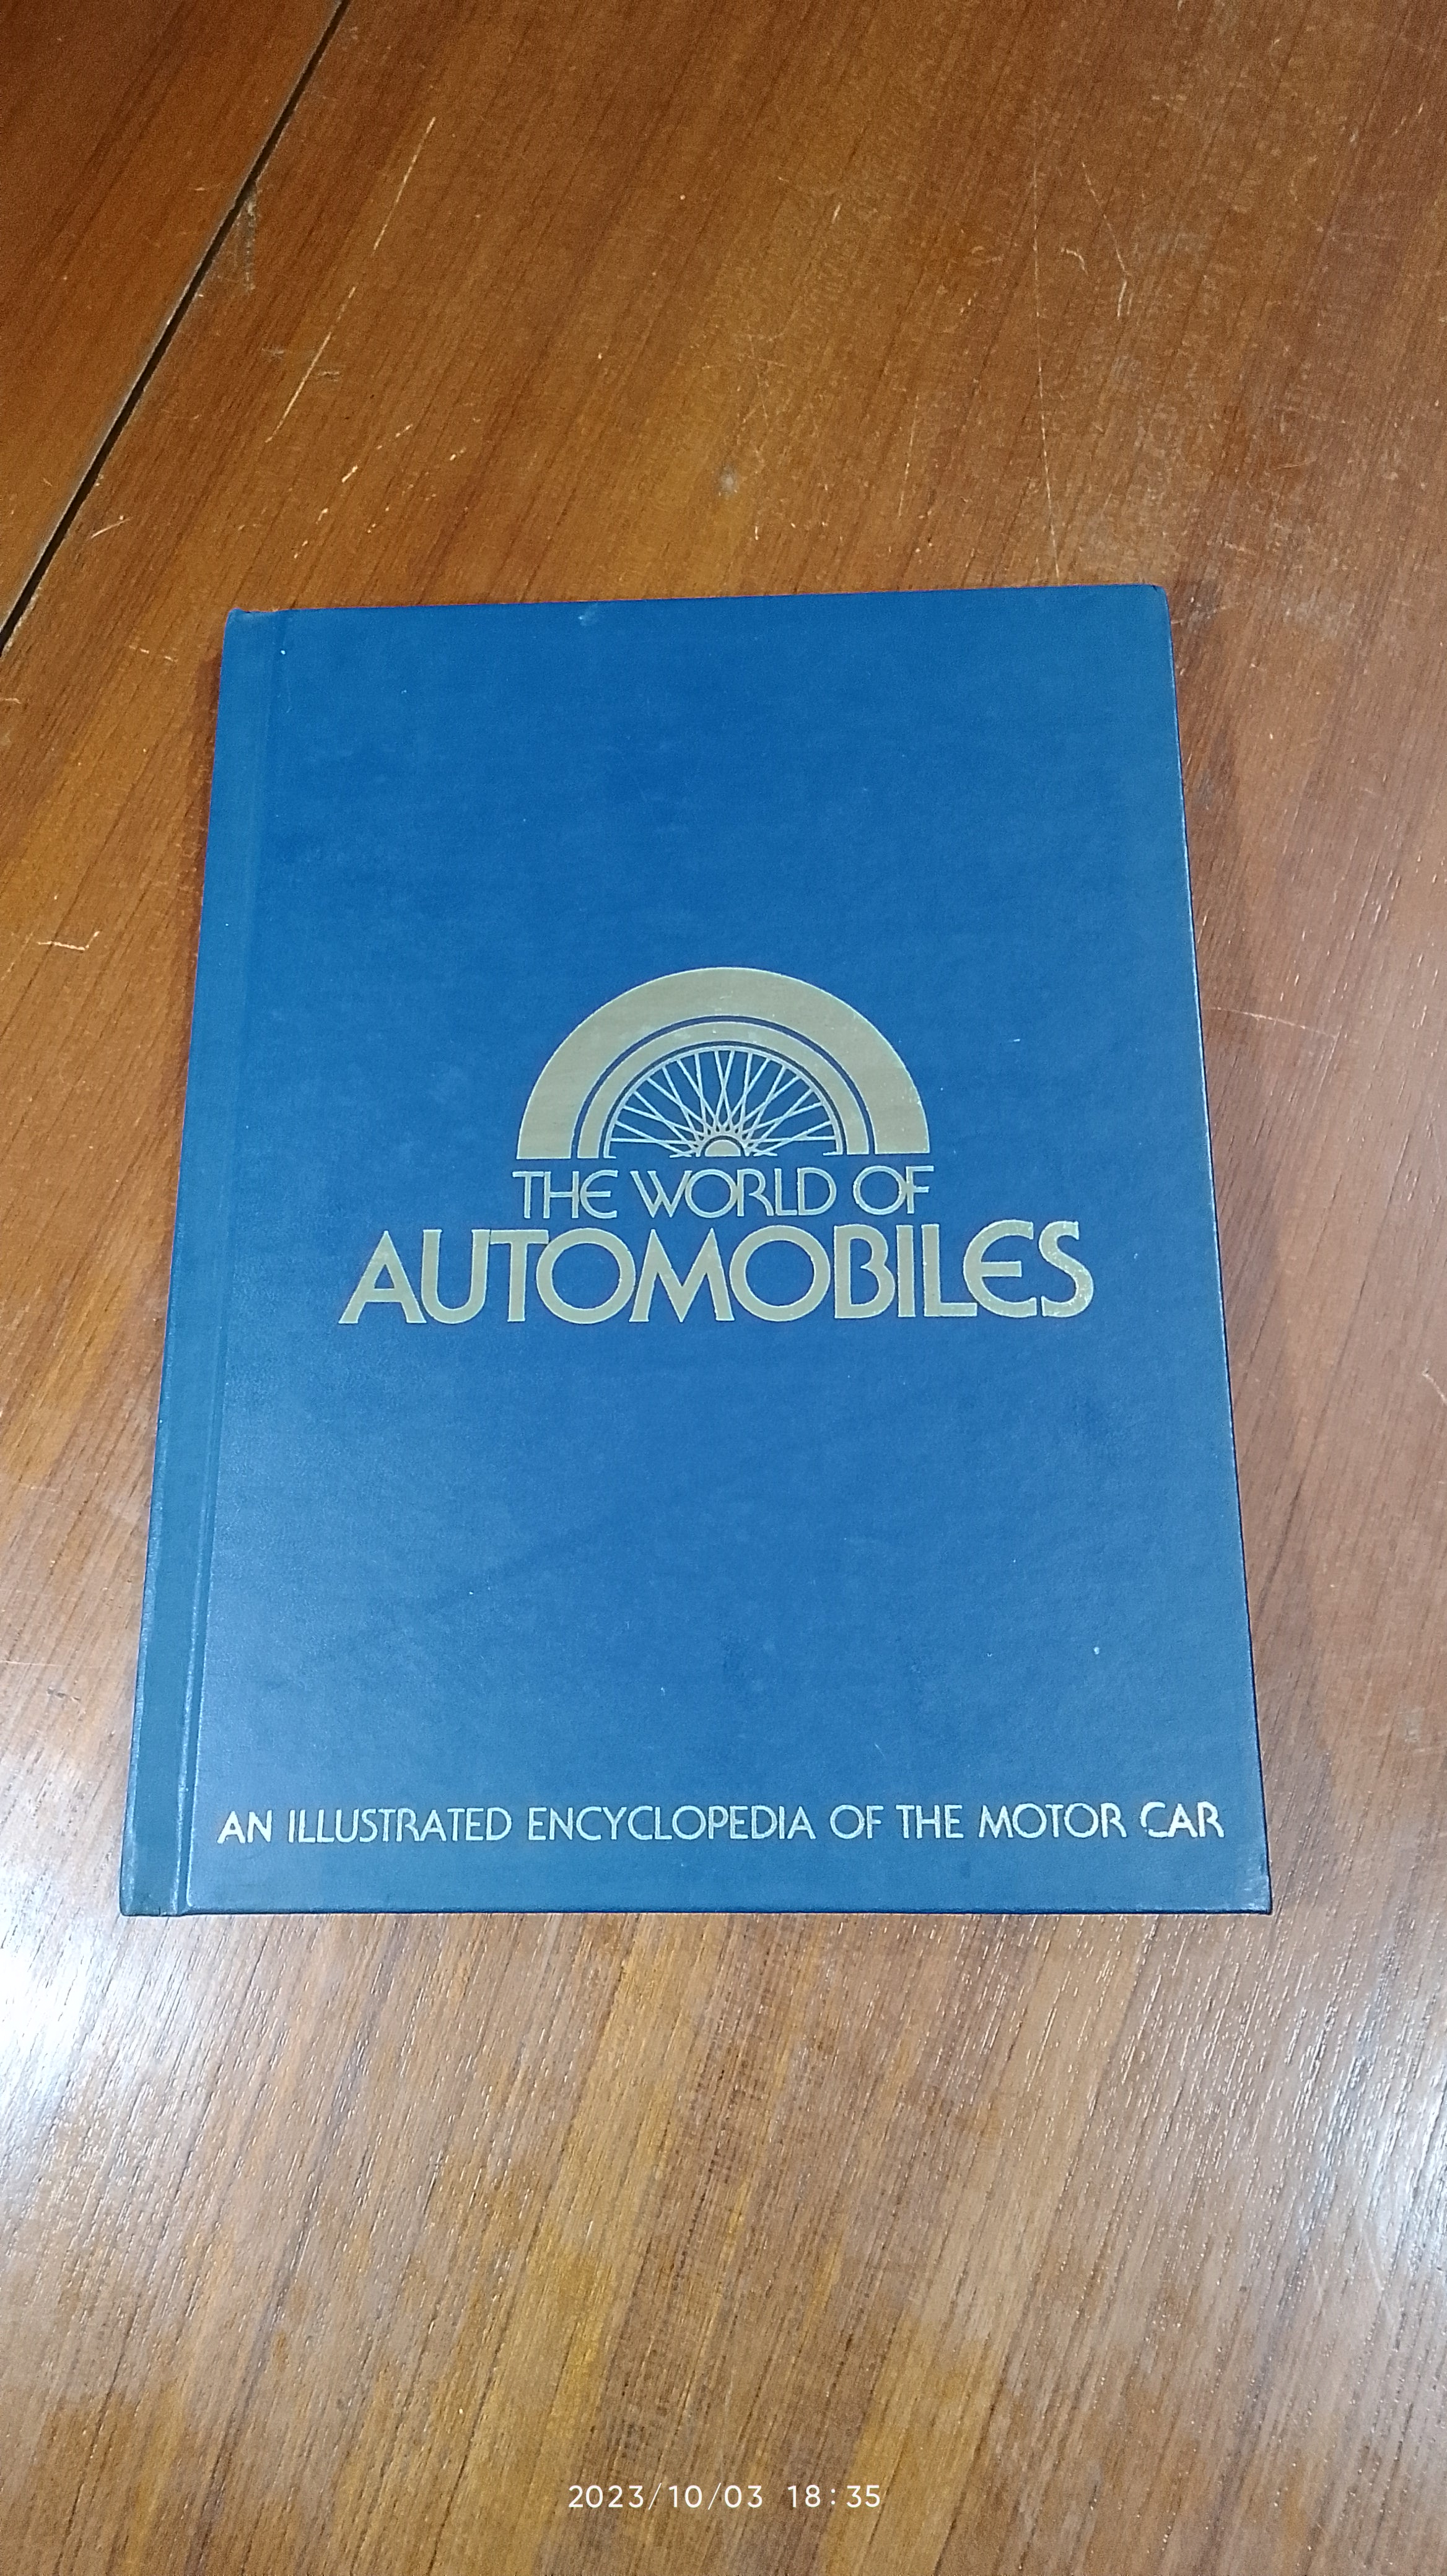 THE WORLD OF
AUTOMOBILES
AN ILLUSTRATED ENCYCLOPEDIA OF THE MOTOR CAR
2023/10/03 18:35